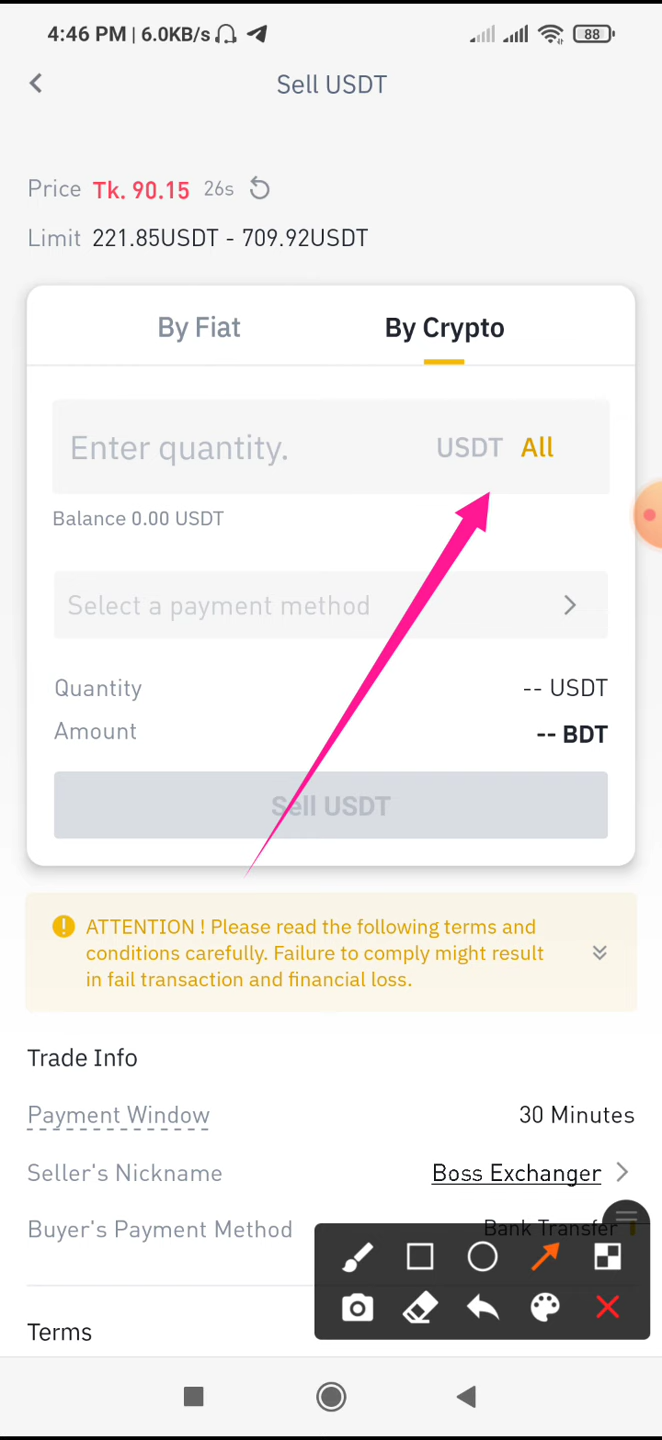 4:46 PM | 6.0KB/s
88
Sell USDT
Price Tk. 90.15 26s
Limit 221.85USDT - 709.92USDT
By Fiat By Crypto
Enter quantity. USDT All
Balance 0.00 USDT
Select a payment method
Quantity -- USDT
Amount -- BDT
Sell USDT
ATTENTION ! Please read the following terms and
conditions carefully. Failure to comply might result
in fail transaction and financial loss.
Trade Info
Payment Window 30 Minutes
Seller's Nickname Boss Exchanger
Buyer's Payment Method Bank Transfer
Terms